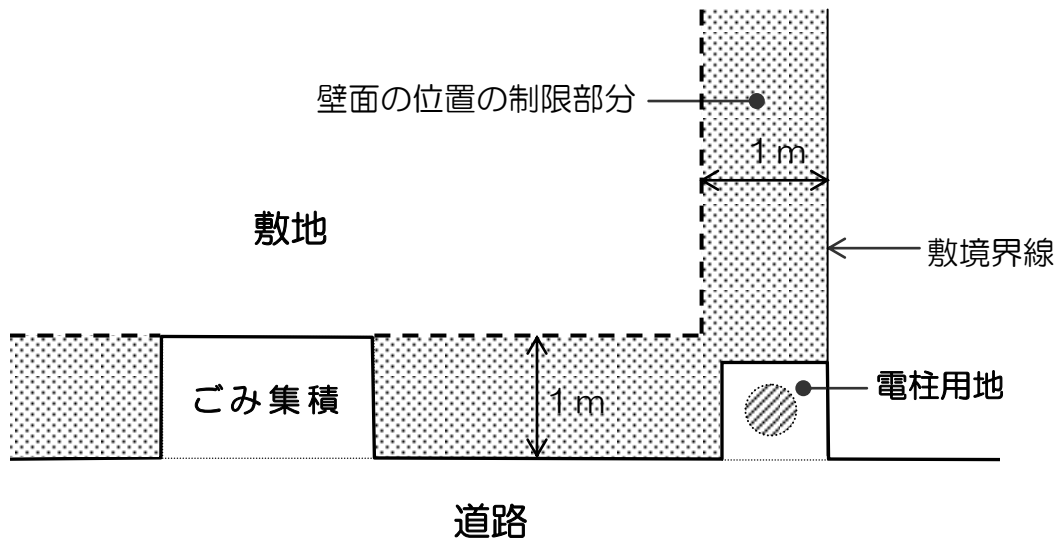 壁面の位置の制限部分
1m
敷地
敷境界線
ごみ集積
1m
電柱用地
道路